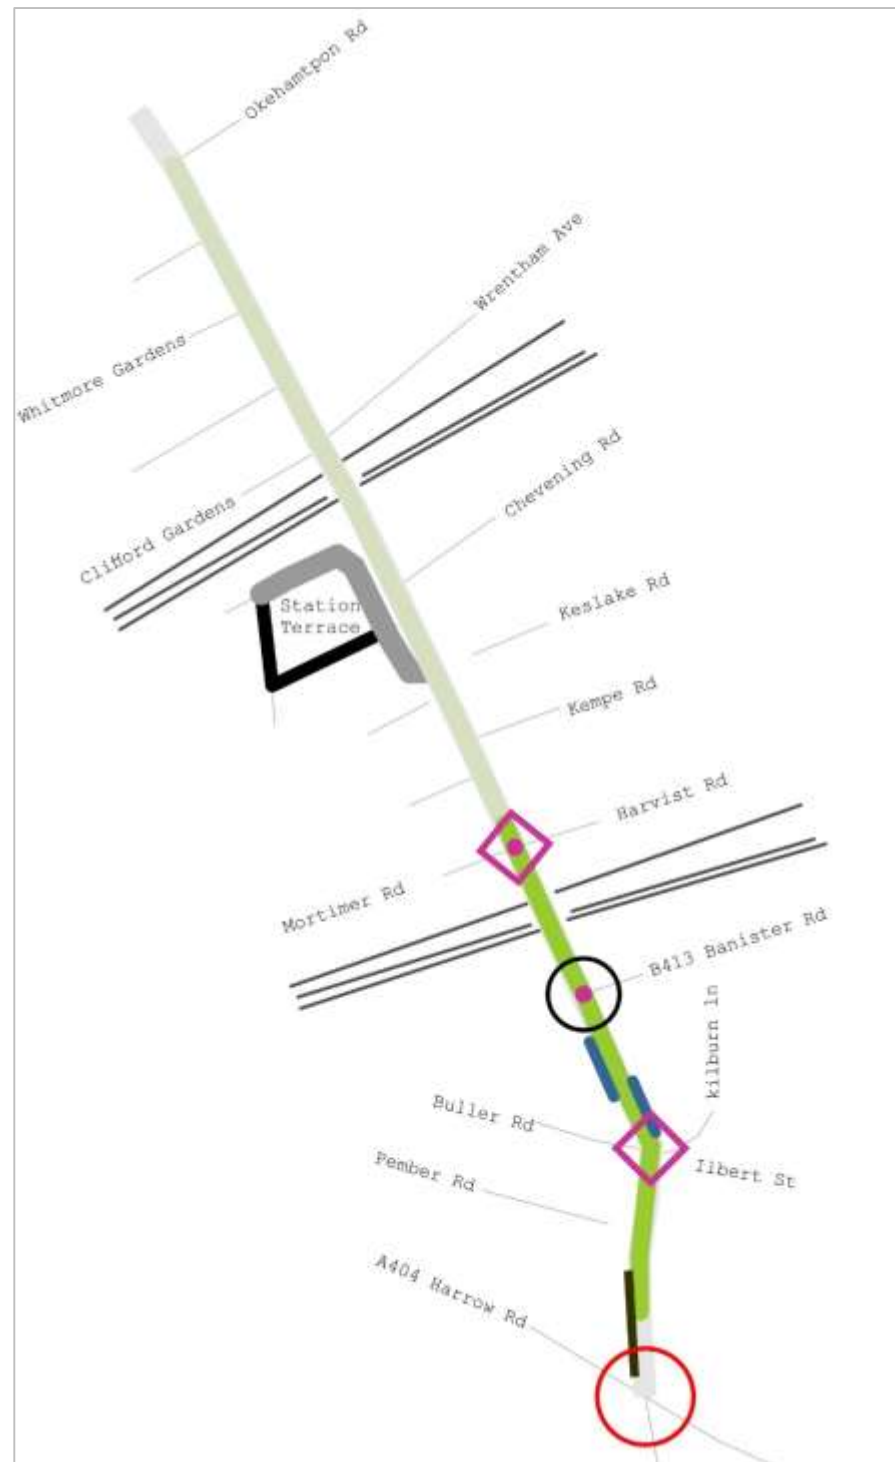 Okehamtpon Rd
Wrentham Ave
Whitmore Gardens
Chevening Rd
Clifford Gardens
Station
Terrace
Keslake Rd
Kempe Rd
Harvist Rd
Mortimer Rd
B413 Banister Rd
kilburn ln
Buller Rd
Pember Rd
Ilbert St
A404 Harrow Rd